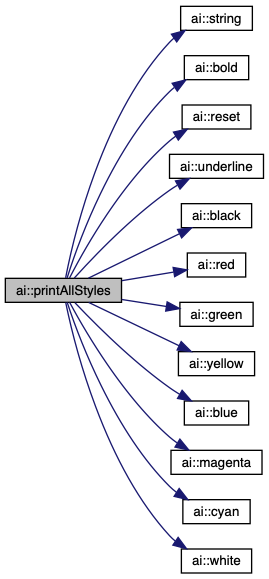 ai::string
ai::bold
ai::reset
ai::underline
ai::black
ai::red
ai::printAllStyles
ai::green
ai::yellow
ai::blue
ai::magenta
ai::cyan
ai::white